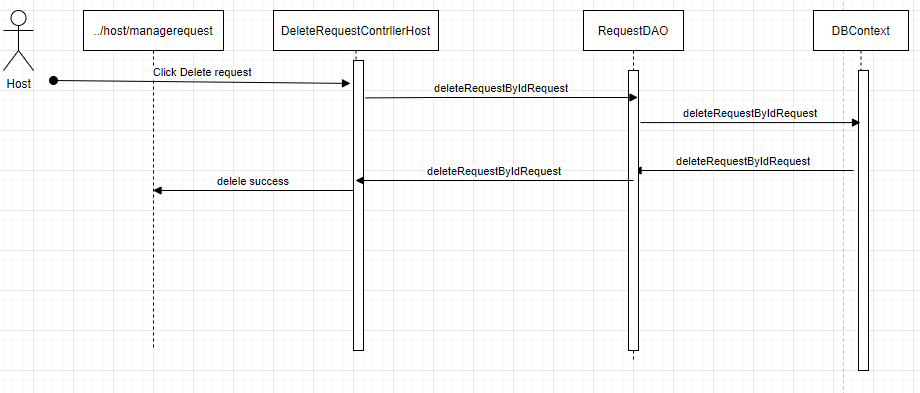 ../host/managerequest
DeleteRequestContrllerHost
RequestDAO
DBContext
Host
Click Delete request
deleteRequestByIdRequest
deleteRequestByIdRequest
deleteRequestByIdRequest
deleteRequestByIdRequest
delele success